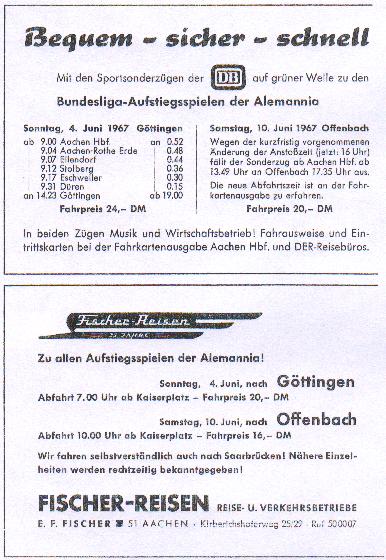 Bequem - sicher - schnell
Mit den Sportsonderzügen der DB auf grüner Welle zu den
Bundesliga-Aufstiegsspielen der Alemannia
Sonntag, 4. Juni 1967 Göttingen
ab 9.00 Aachen Hbf. an 0.52
9.04 Aachen-Rothe Erde 0.48
9.07 Eilendorf 0.44
9.12 Stolberg 0.36
9.17 Eschweiler 0.30
9.31 Düren 0.15
an 14.23 Göttingen ab 19.00
Fahrpreis 24,– DM
Samstag, 10. Juni 1967 Offenbach
Wegen der kurzfristig vorgenommenen
Änderung der Anstoßzeit (jetzt: 16 Uhr)
fällt der Sonderzug ab Aachen Hbf. ab
13.49 Uhr an Offenbach 17.35 Uhr aus.
Die neue Abfahrtszeit ist an der Fahr-
kartenausgabe zu erfahren.
Fahrpreis 20,– DM
In beiden Zügen Musik und Wirtschaftsbetrieb! Fahrausweise und Ein-
trittskarten bei der Fahrkartenausgabe Aachen Hbf. und DER-Reisebüros.
Fischer-Reisen
JAHRE
Zu allen Aufstiegsspielen der Alemannia!
Sonntag, 4. Juni, nach Göttingen
Abfahrt 7.00 Uhr ab Kaiserplatz – Fahrpreis 20,– DM
Samstag, 10. Juni, nach Offenbach
Abfahrt 10.00 Uhr ab Kaiserplatz – Fahrpreis 16,– DM
Wir fahren selbstverständlich auch nach Saarbrücken! Nähere Einzel-
heiten werden rechtzeitig bekanntgegeben!
FISCHER-REISEN REISE- U. VERKEHRSBETRIEBE
E. F. FISCHER 51 AACHEN · Kirberichshoferweg 25/29 · Ruf 500007